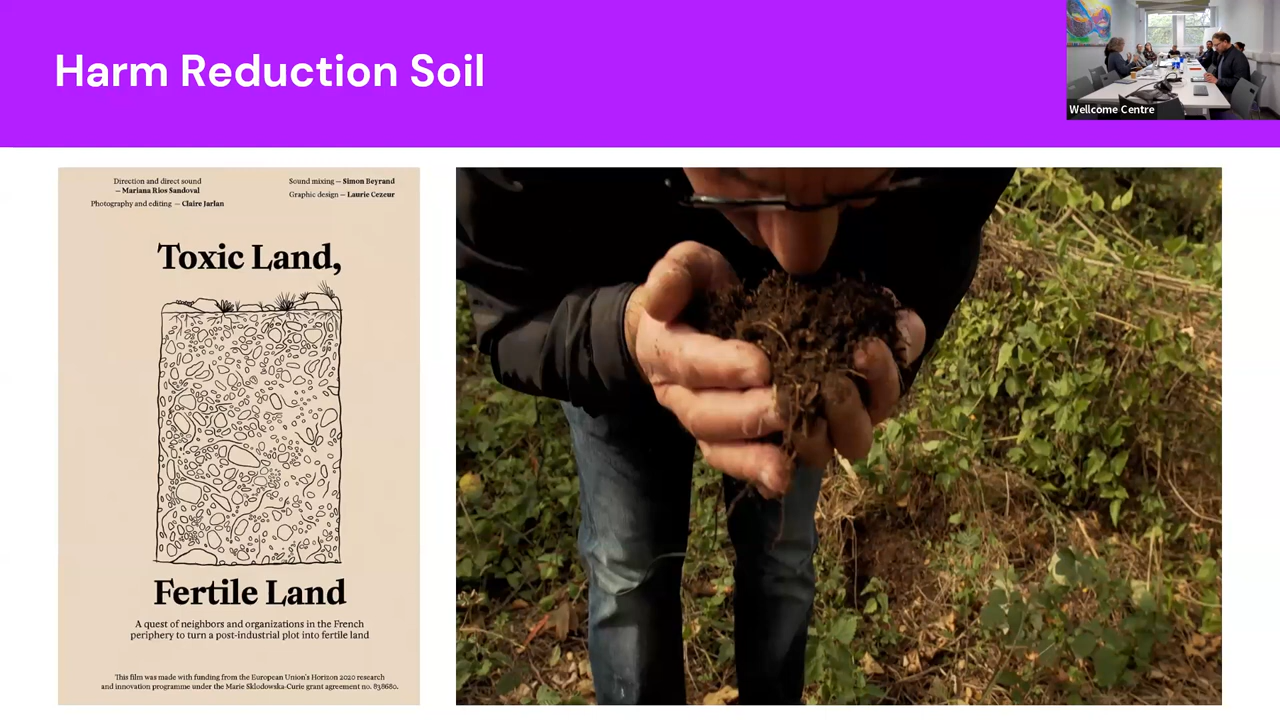 Harm Reduction Soil
Wellcome Centre
Direction and direct sound
— Mariana Rios Sandoval
Photography and editing — Claire Jarlan
Sound mixing — Simon Beyrand
Graphic design — Laurie Cezeur
Toxic Land,
Fertile Land
A quest of neighbors and organizations in the French
periphery to turn a post-industrial plot into fertile land
This film was made with funding from the European Union's Horizon 2020 research
and innovation programme under the Marie Sklodowska-Curie grant agreement no. 838680.